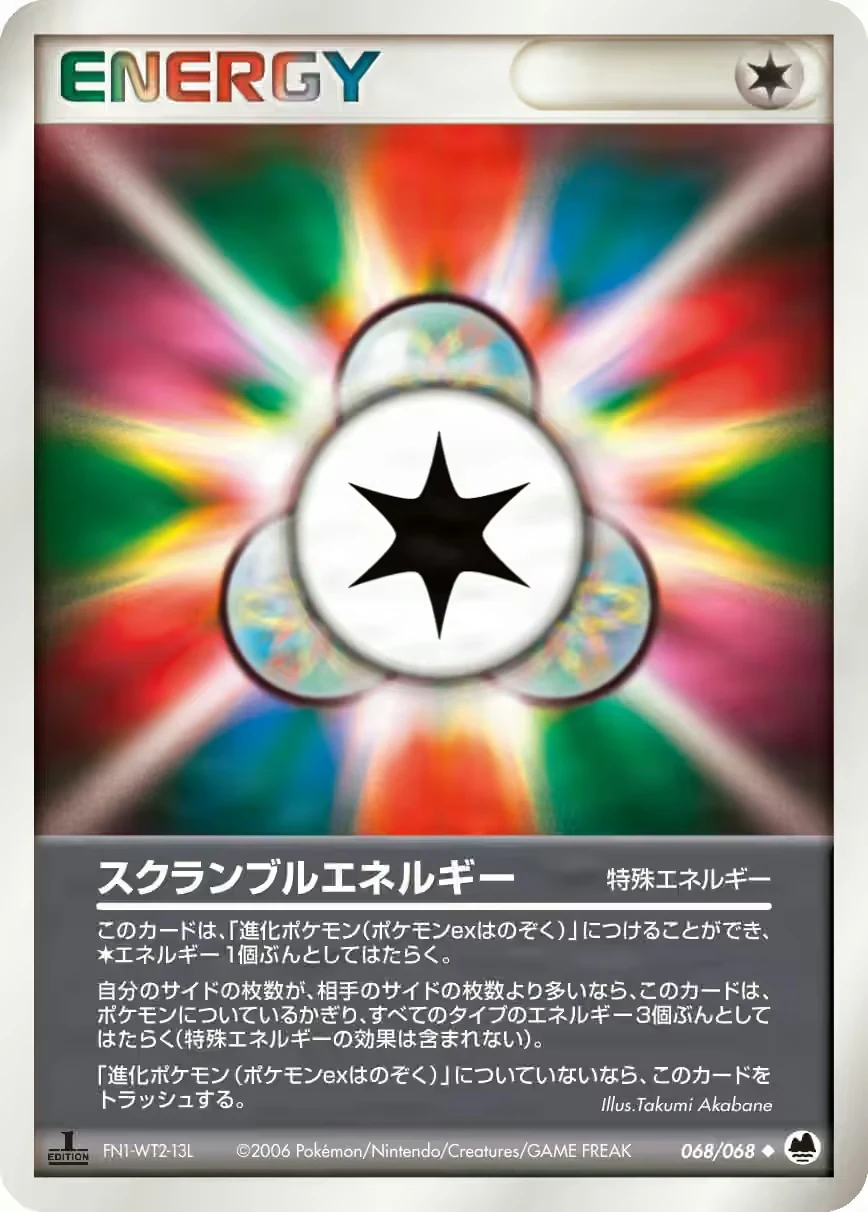 ENERGY
スクランブルエネルギー 特殊エネルギー
このカードは、「進化ポケモン(ポケモンexはのぞく)」につけることができ、
✶エネルギー1個ぶんとしてはたらく。
自分のサイドの枚数が、相手のサイドの枚数より多いなら、このカードは、
ポケモンについているかぎり、すべてのタイプのエネルギー3個ぶんとして
はたらく(特殊エネルギーの効果は含まれない)。
「進化ポケモン(ポケモンexはのぞく)」についていないなら、このカードを
トラッシュする。
Illus.Takumi Akabane
1 EDITION FN1-WT2-13L ©2006 Pokémon/Nintendo/Creatures/GAME FREAK 068/068 ◆